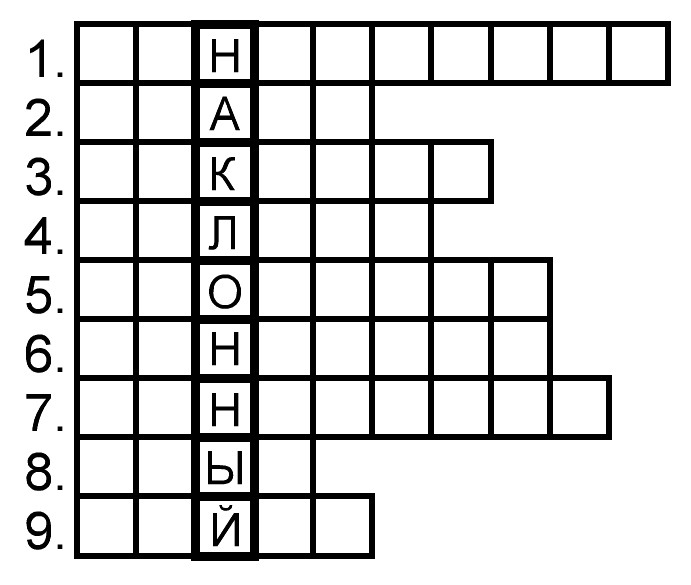 1. Н
2. А
3. К
4. Л
5. О
6. Н
7. Н
8. Ы
9. Й